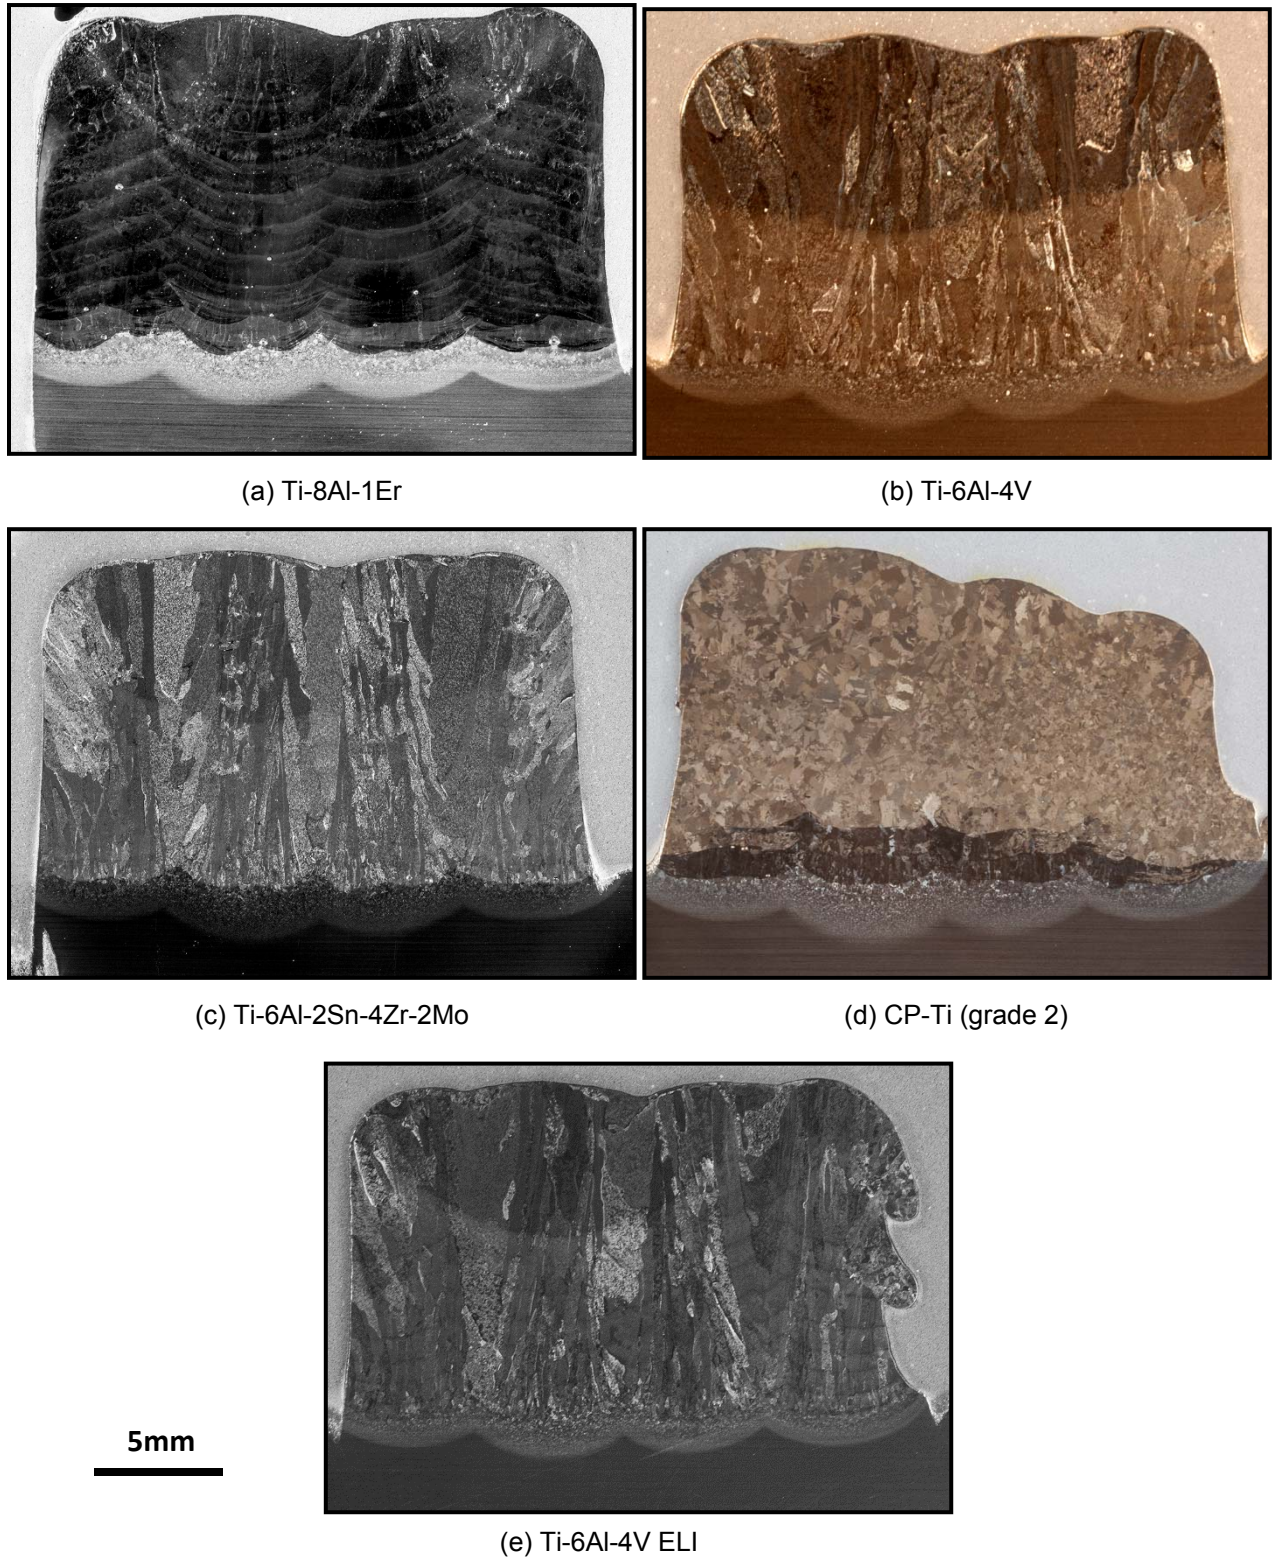 (a) Ti-8Al-1Er
(b) Ti-6Al-4V
(c) Ti-6Al-2Sn-4Zr-2Mo
(d) CP-Ti (grade 2)
5mm
(e) Ti-6Al-4V ELI